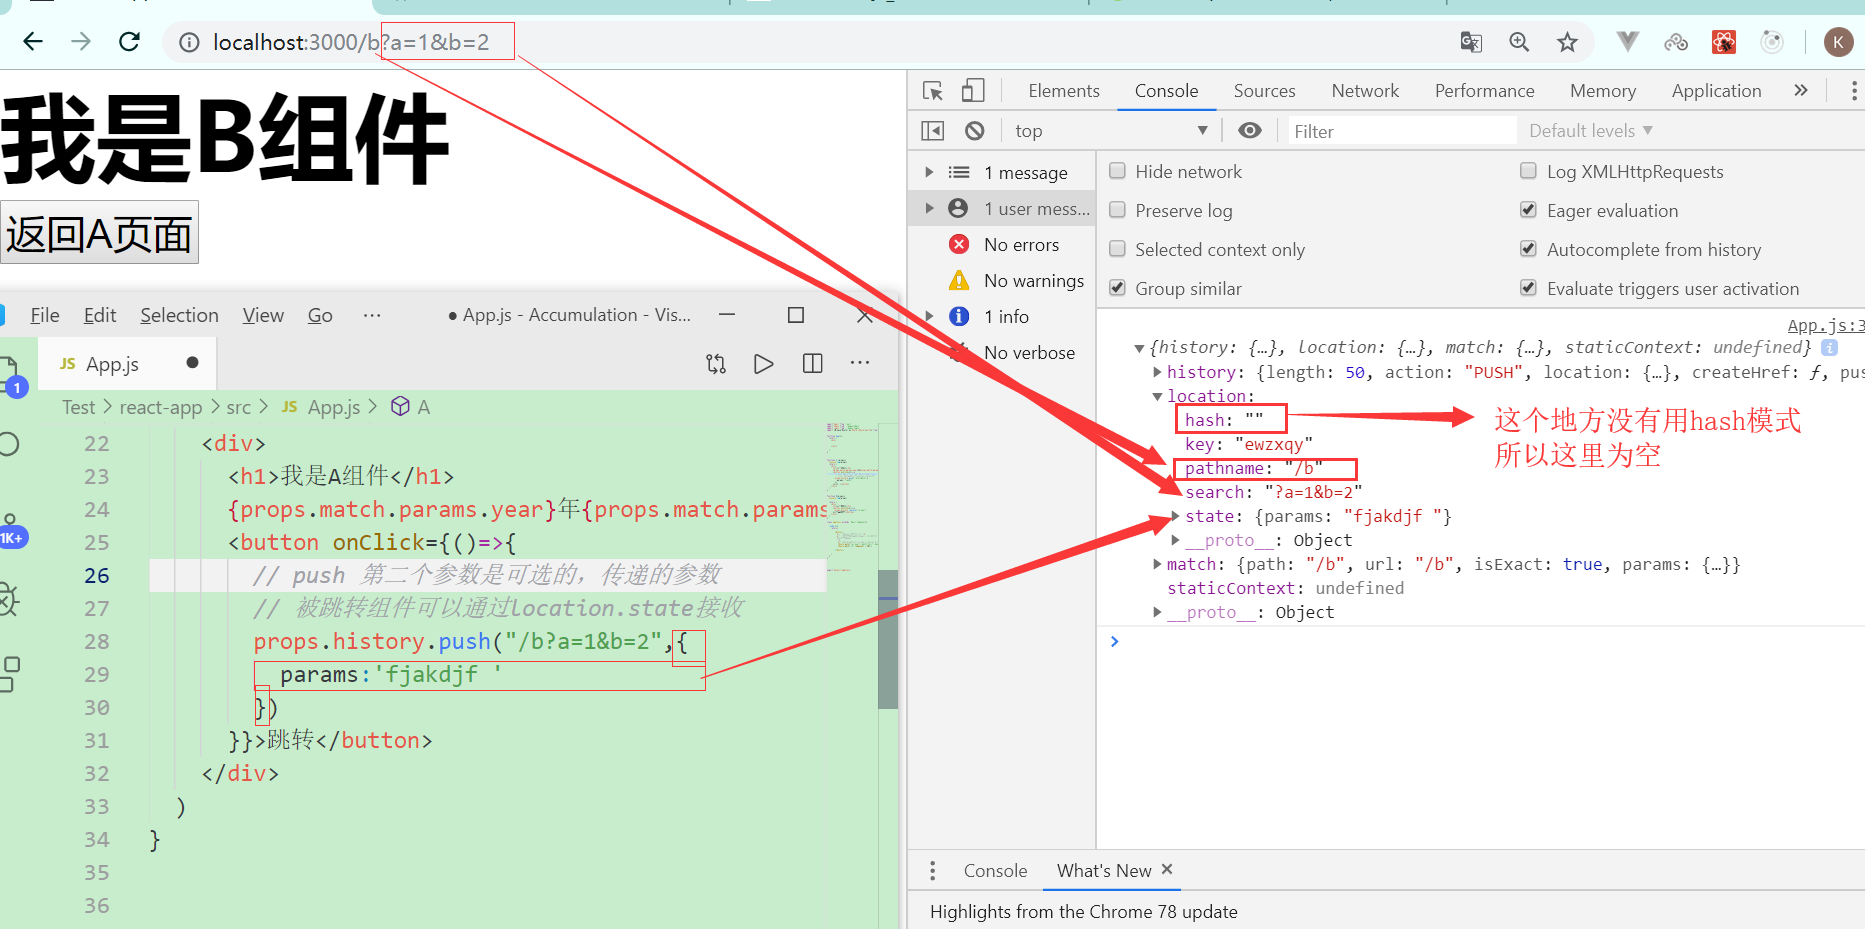 localhost:3000/b?a=1&b=2
K
我是B组件
返回A页面
File Edit Selection View Go ··· ● App.js - Accumulation - Vis...
JS App.js ●
1
Test > react-app > src > JS App.js > A
1K+
22 <div>
23 <h1>我是A组件</h1>
24 {props.match.params.year}年{props.match.params
25 <button onClick={()=>{
26 // push 第二个参数是可选的，传递的参数
27 // 被跳转组件可以通过location.state接收
28 props.history.push("/b?a=1&b=2",{
29 params:'fjakdjf '
30 })
31 }}>跳转</button>
32 </div>
33 )
34 }
35
36
Elements Console Sources Network Performance Memory Application »
top Filter Default levels
1 message
1 user mess...
No errors
No warnings
1 info
No verbose
Hide network Log XMLHttpRequests
Preserve log Eager evaluation
Selected context only Autocomplete from history
Group similar Evaluate triggers user activation
App.js:3
{history: {…}, location: {…}, match: {…}, staticContext: undefined} i
history: {length: 50, action: "PUSH", location: {…}, createHref: ƒ, pus
location:
hash: ""
key: "ewzxqy"
pathname: "/b"
search: "?a=1&b=2"
state: {params: "fjakdjf "}
__proto__: Object
match: {path: "/b", url: "/b", isExact: true, params: {…}}
staticContext: undefined
__proto__: Object
这个地方没有用hash模式
所以这里为空
Console What's New ×
Highlights from the Chrome 78 update